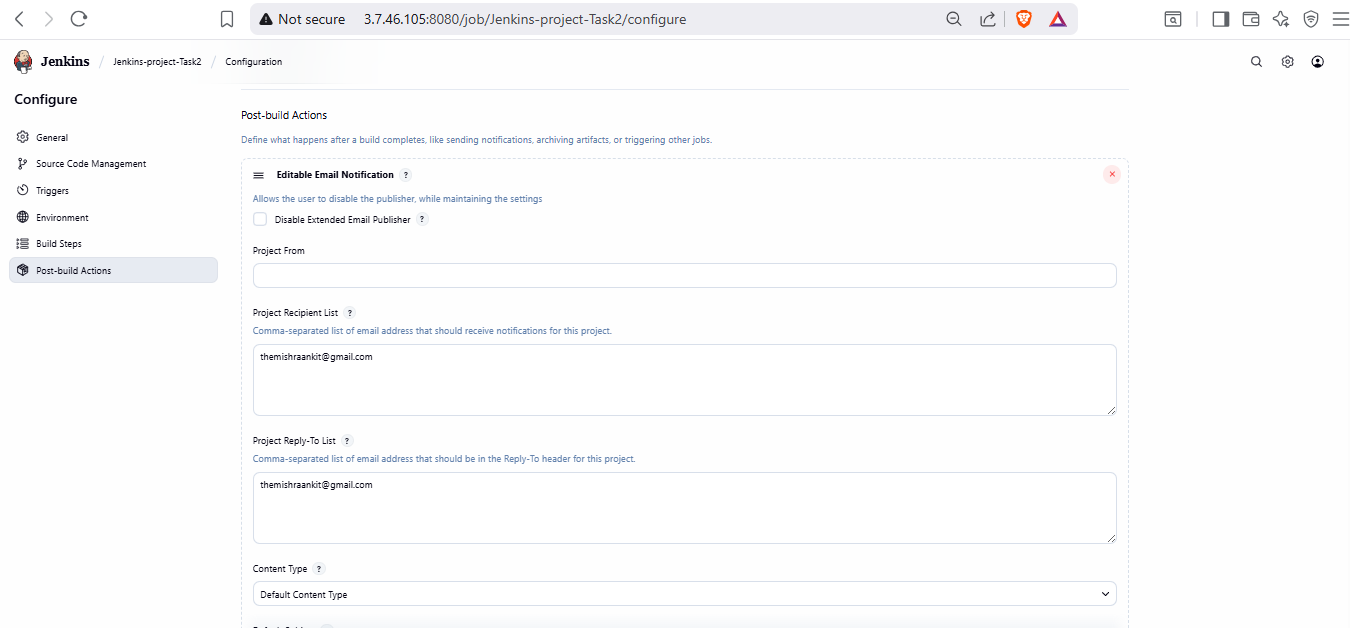 Not secure 3.7.46.105:8080/job/Jenkins-project-Task2/configure
Jenkins / Jenkins-project-Task2 / Configuration
Configure
General
Source Code Management
Triggers
Environment
Build Steps
Post-build Actions
Post-build Actions
Define what happens after a build completes, like sending notifications, archiving artifacts, or triggering other jobs.
Editable Email Notification ?
Allows the user to disable the publisher, while maintaining the settings
Disable Extended Email Publisher ?
Project From
Project Recipient List ?
Comma-separated list of email address that should receive notifications for this project.
themishraankit@gmail.com
Project Reply-To List ?
Comma-separated list of email address that should be in the Reply-To header for this project.
themishraankit@gmail.com
Content Type ?
Default Content Type